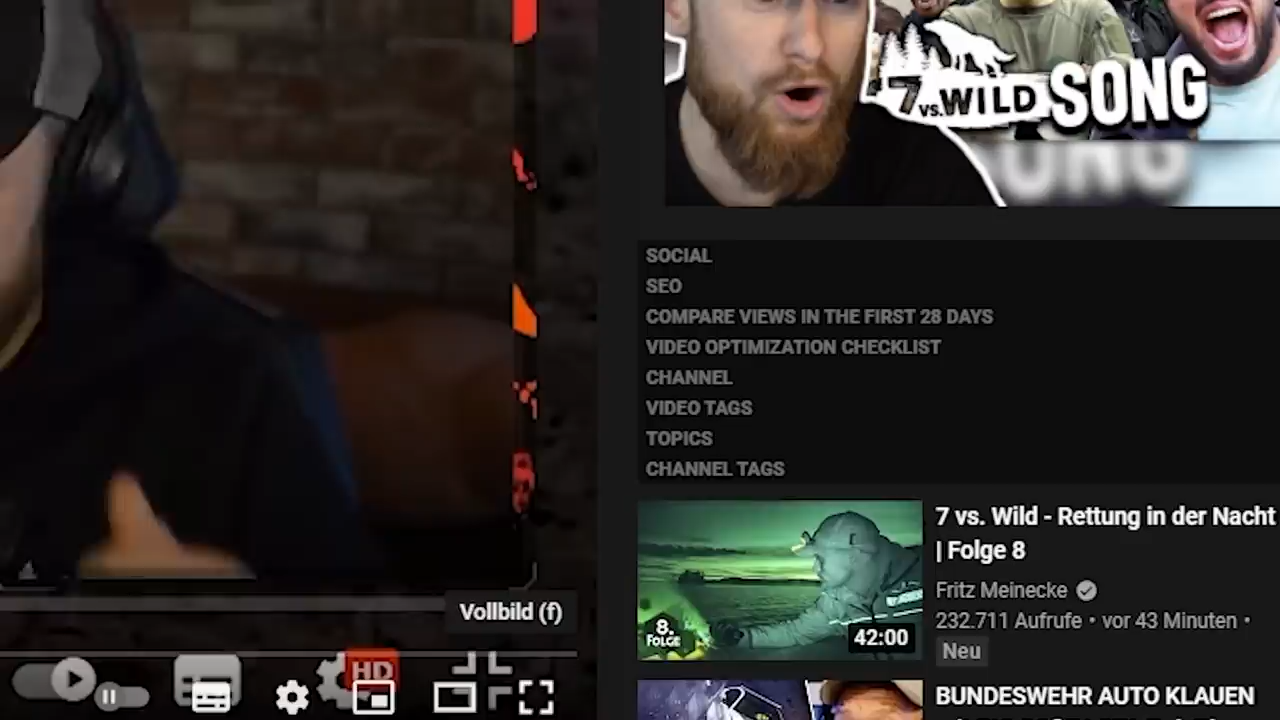 7 vs. WILD SONG
SONG
SOCIAL
SEO
COMPARE VIEWS IN THE FIRST 28 DAYS
VIDEO OPTIMIZATION CHECKLIST
CHANNEL
VIDEO TAGS
TOPICS
CHANNEL TAGS
7 vs. Wild - Rettung in der Nacht
| Folge 8
Fritz Meinecke
232.711 Aufrufe • vor 43 Minuten •
Neu
8.
FOLGE
42:00
BUNDESWEHR AUTO KLAUEN
Vollbild (f)
HD